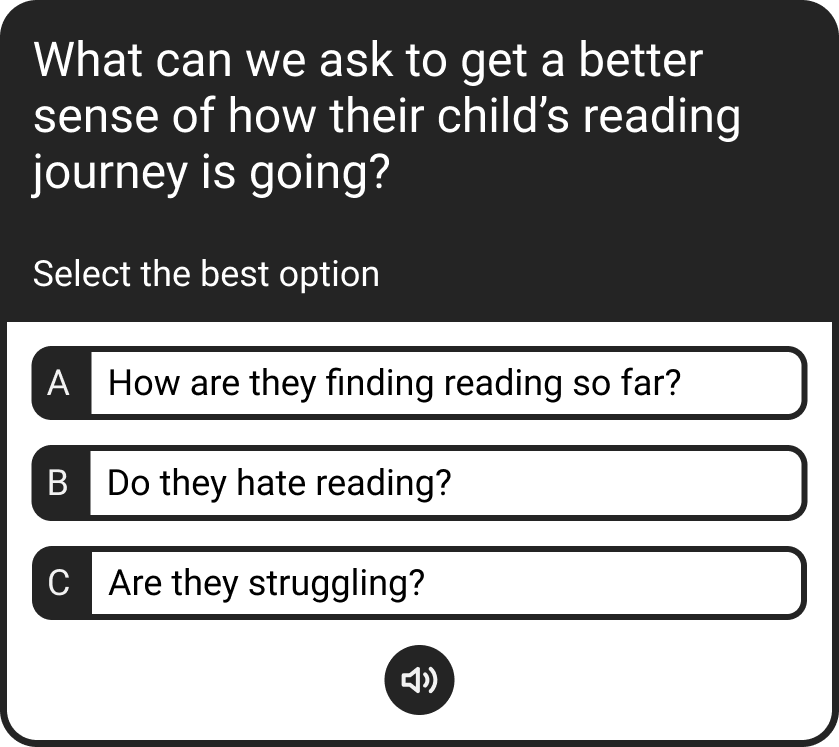 What can we ask to get a better
sense of how their child’s reading
journey is going?
Select the best option
A How are they finding reading so far?
B Do they hate reading?
C Are they struggling?